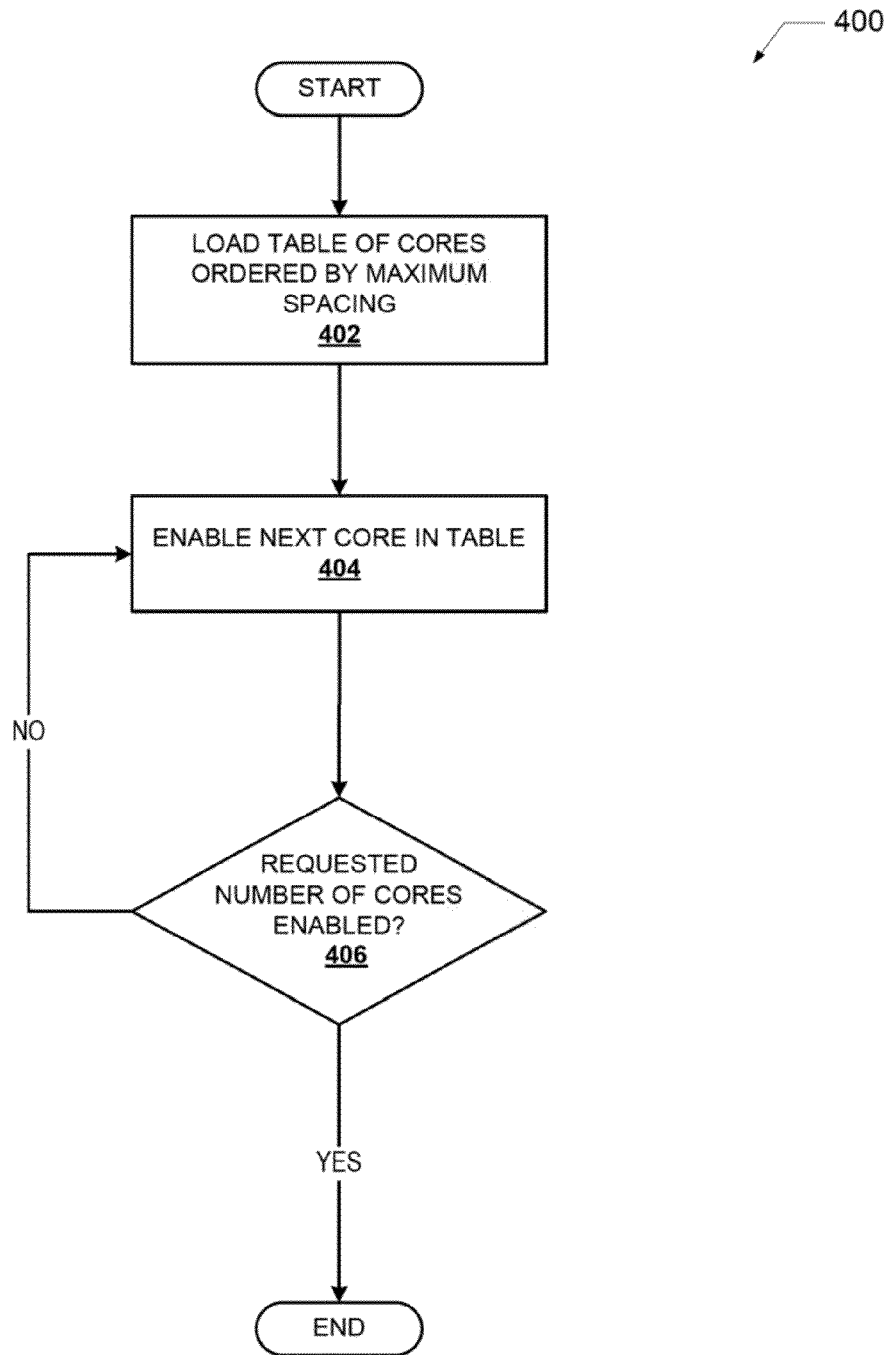 400
START
LOAD TABLE OF CORES
ORDERED BY MAXIMUM
SPACING
402
ENABLE NEXT CORE IN TABLE
404
NO
REQUESTED
NUMBER OF CORES
ENABLED?
406
YES
END